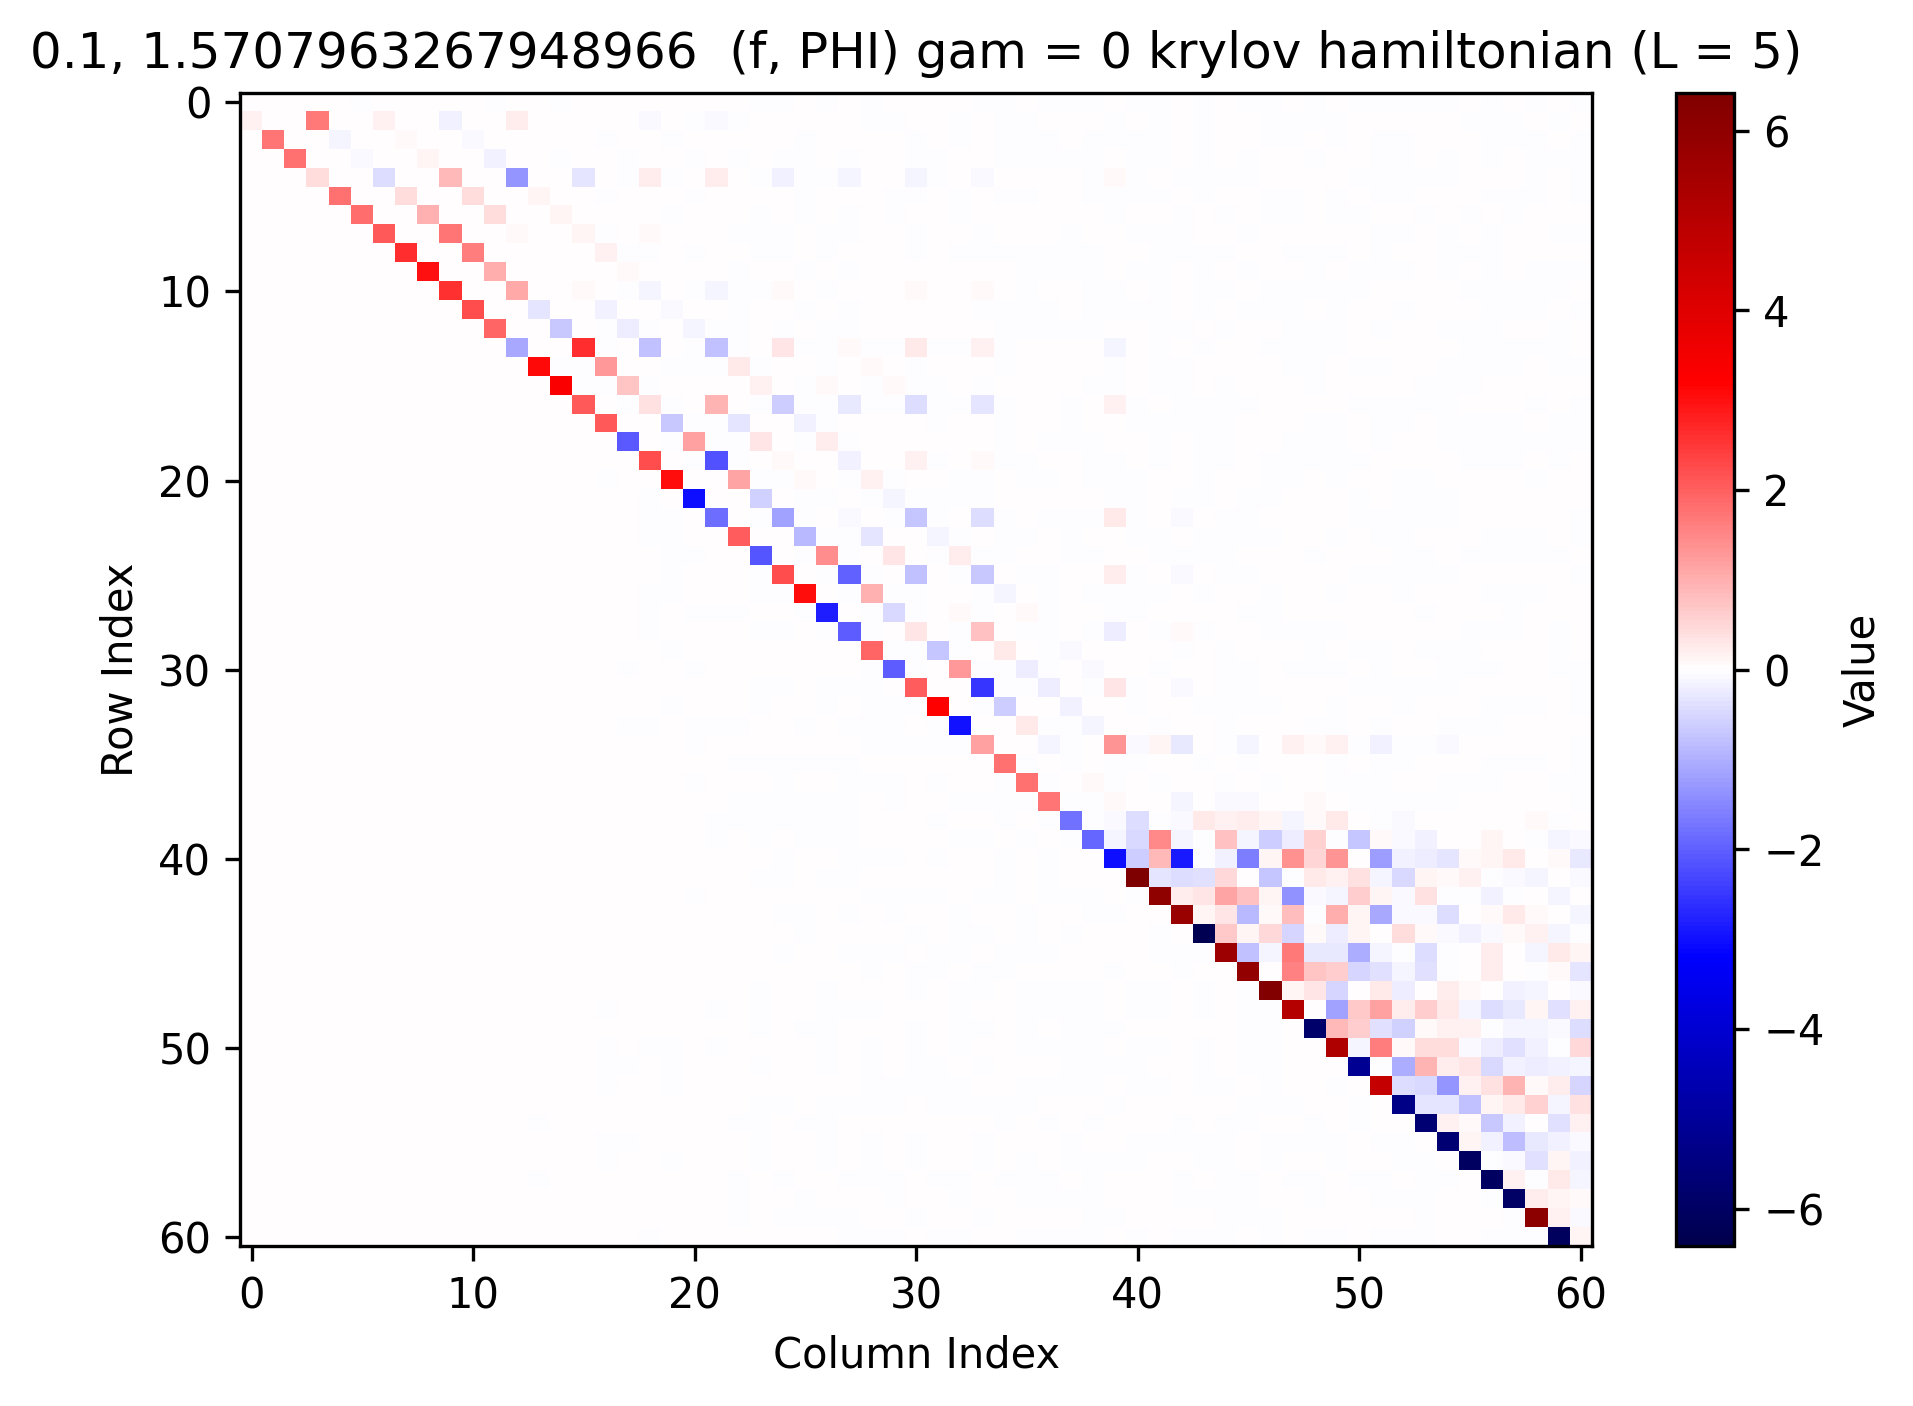 0.1, 1.5707963267948966  (f, PHI) gam = 0 krylov hamiltonian (L = 5)
0
10
20
30
40
50
60
Row Index
0 10 20 30 40 50 60
Column Index
6
4
2
0
−2
−4
−6
Value